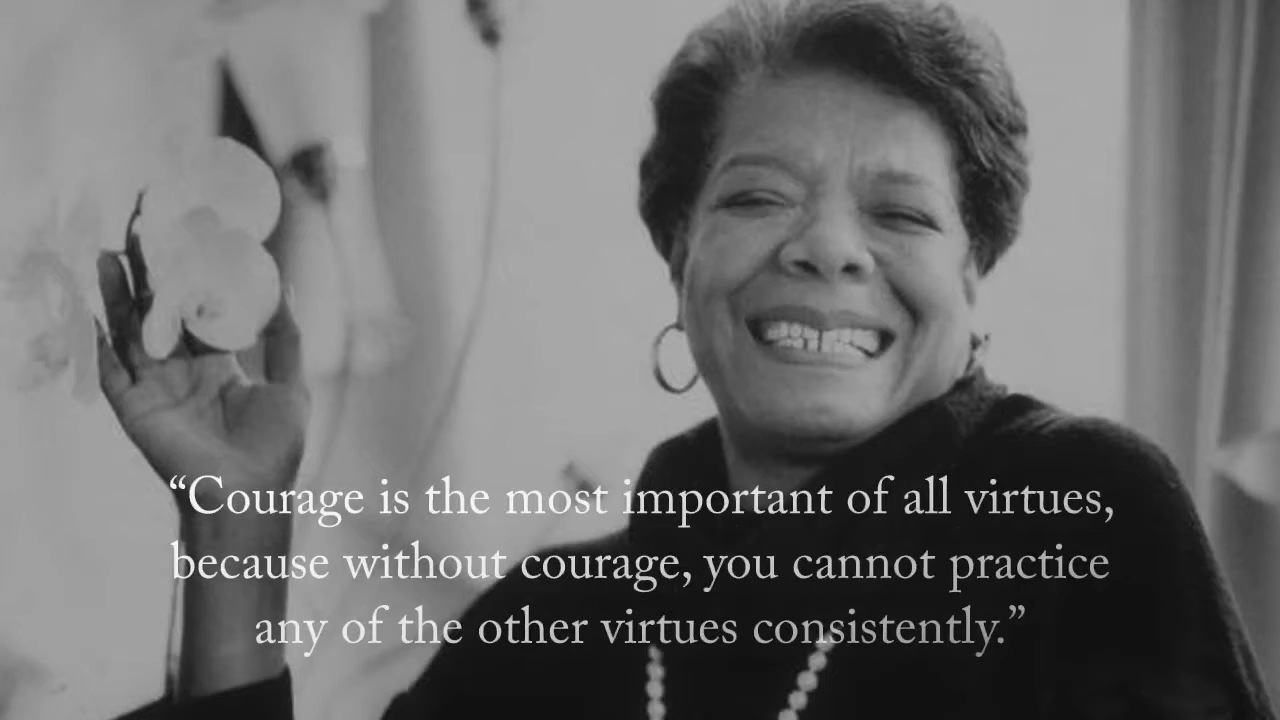 “Courage is the most important of all virtues,
because without courage, you cannot practice
any of the other virtues consistently.”